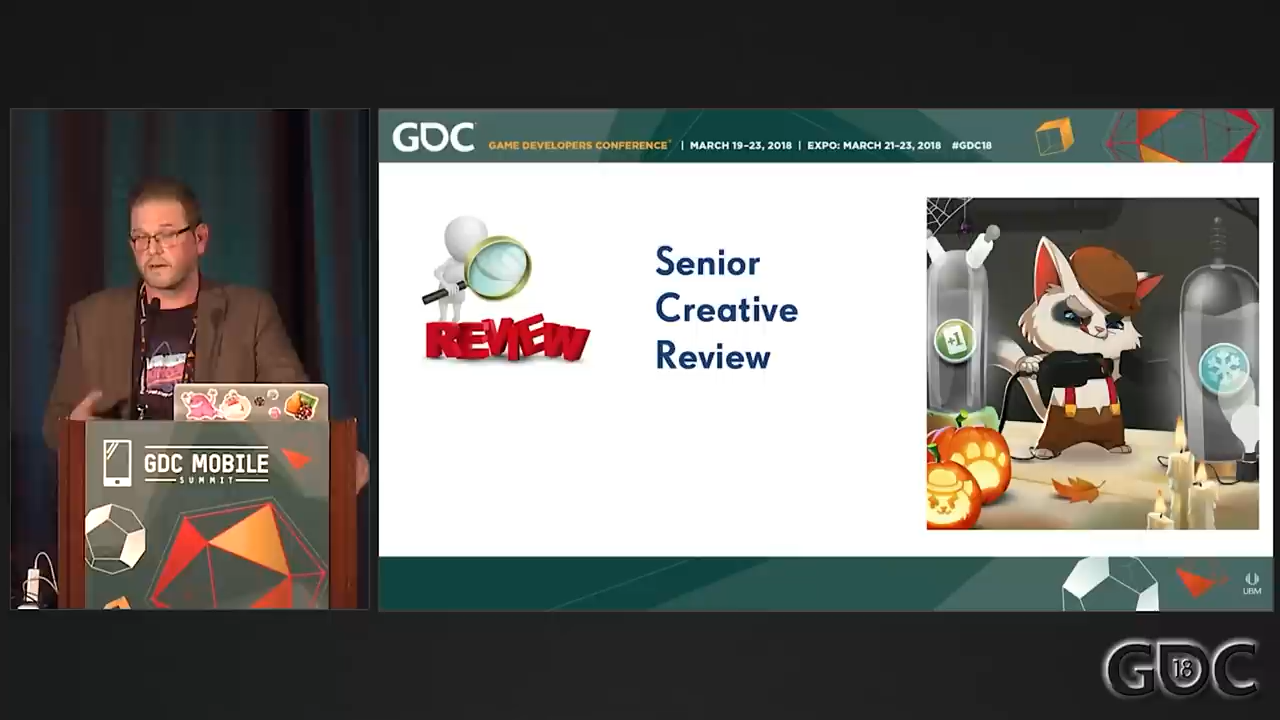 GDC
GAME DEVELOPERS CONFERENCE | MARCH 19–23, 2018 | EXPO: MARCH 21–23, 2018 #GDC18
REVIEW
Senior
Creative
Review
+1
GDC MOBILE
SUMMIT
UBM
GDC
18